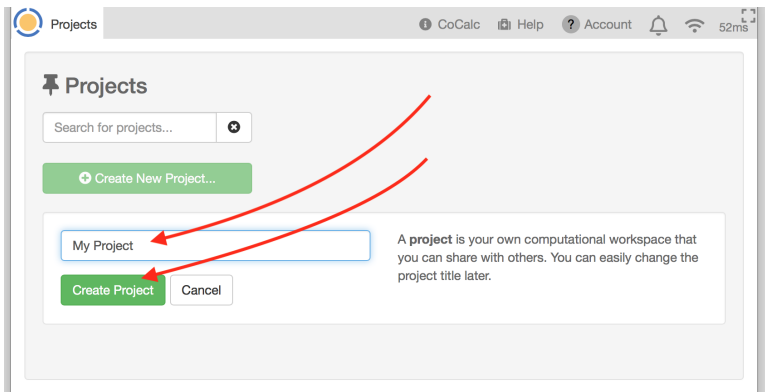 Projects
CoCalc
Help
? Account
52ms
Projects
Search for projects...
Create New Project...
My Project
A project is your own computational workspace that
you can share with others. You can easily change the
project title later.
Create Project
Cancel